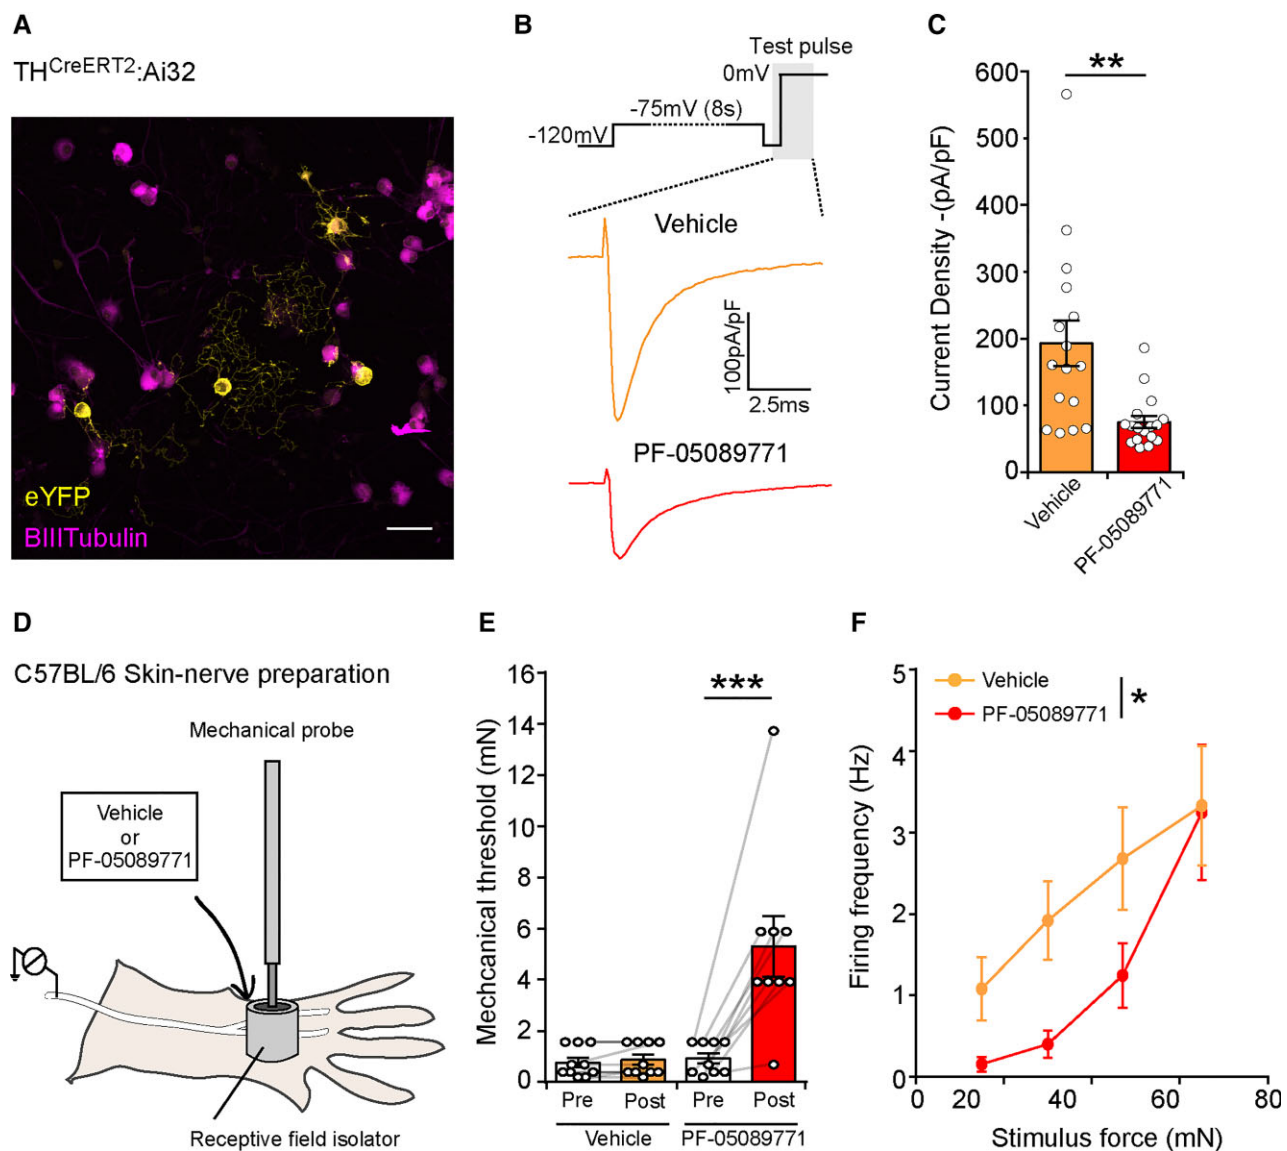 A
TH^CreERT2:Ai32
eYFP
BIIITubulin
B
Test pulse
0mV
-75mV (8s)
-120mV
Vehicle
100pA/pF
2.5ms
PF-05089771
C
**
Current Density -(pA/pF)
600
500
400
300
200
100
0
Vehicle
PF-05089771
D
C57BL/6 Skin-nerve preparation
Mechanical probe
Vehicle
or
PF-05089771
Receptive field isolator
E
***
Mechcanical threshold (mN)
16
14
12
10
8
6
4
2
0
Pre
Post
Pre
Post
Vehicle
PF-05089771
F
Vehicle
PF-05089771
*
Firing frequency (Hz)
5
4
3
2
1
0
0
20
40
60
80
Stimulus force (mN)